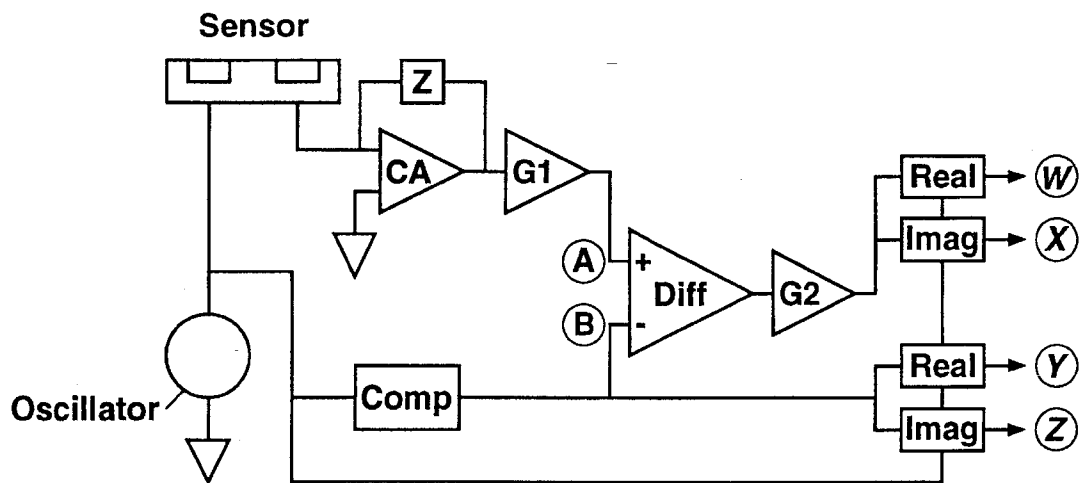 Sensor
Z
CA
G1
Real
W
Imag
X
A
+
Diff
G2
B
-
Real
Y
Oscillator
Comp
Imag
Z